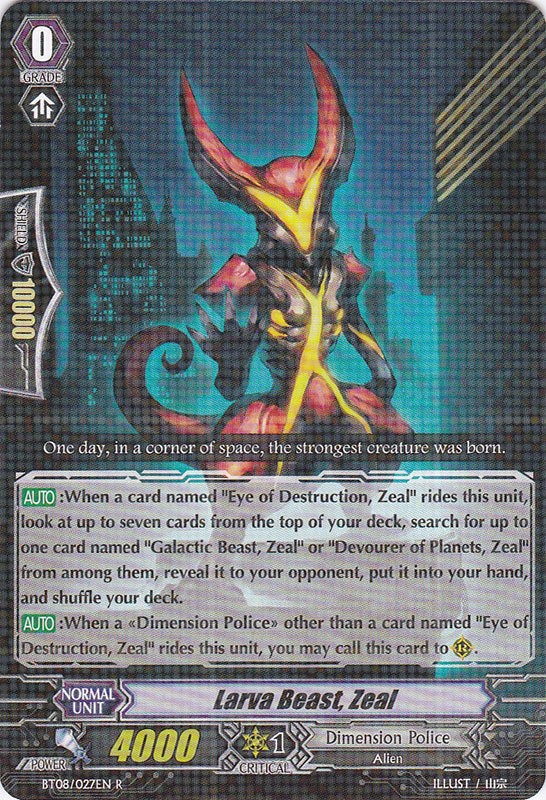 0
GRADE
SHIELD
10000
One day, in a corner of space, the strongest creature was born.
AUTO :When a card named "Eye of Destruction, Zeal" rides this unit,
look at up to seven cards from the top of your deck, search for up to
one card named "Galactic Beast, Zeal" or "Devourer of Planets, Zeal"
from among them, reveal it to your opponent, put it into your hand,
and shuffle your deck.
AUTO :When a «Dimension Police» other than a card named "Eye of
Destruction, Zeal" rides this unit, you may call this card to R .
NORMAL
UNIT
Larva Beast, Zeal
POWER
4000
1
CRITICAL
Dimension Police
Alien
BT08/027EN R
ILLUST / 山宗